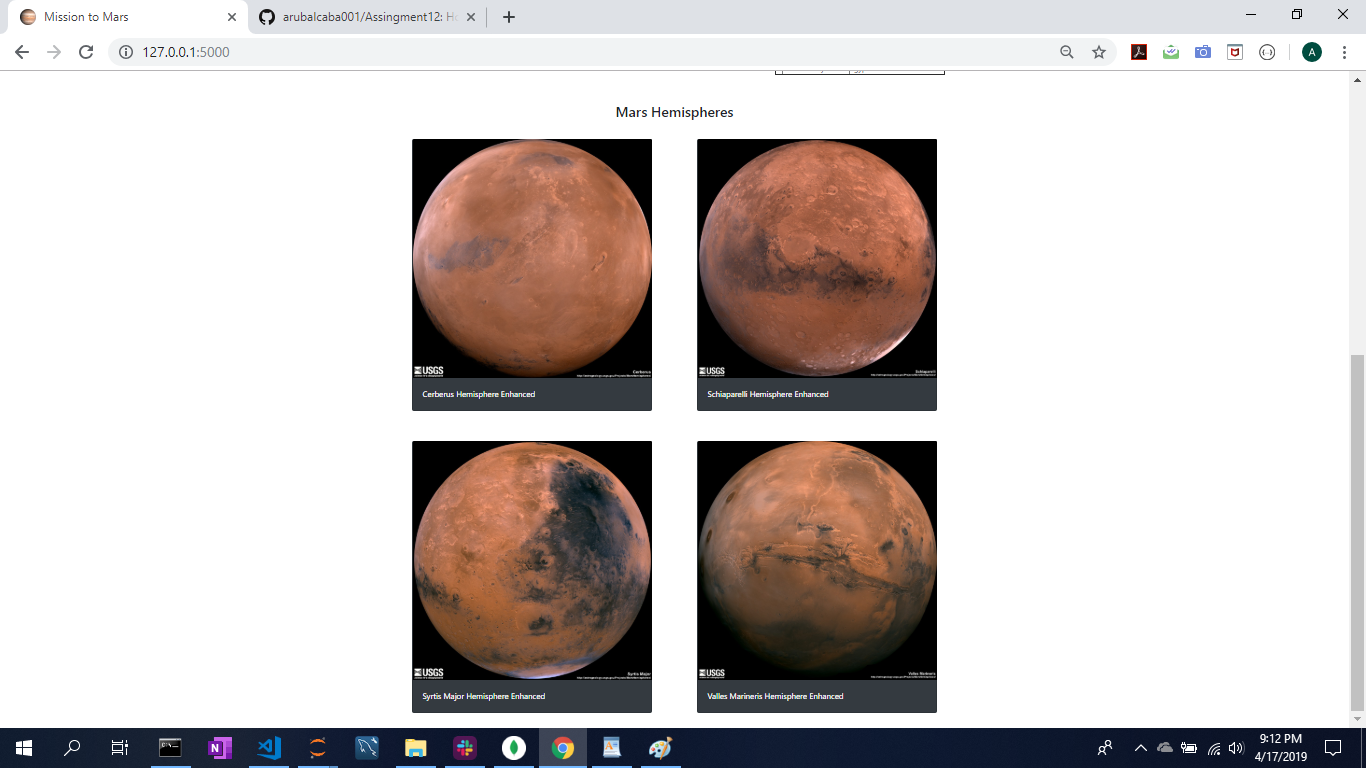 Mission to Mars
arubalcaba001/Assingment12: Ho
127.0.0.1:5000
A
Mars Hemispheres
USGS
Cerberus
Cerberus Hemisphere Enhanced
USGS
Schiaparelli
Schiaparelli Hemisphere Enhanced
USGS
Syrtis Major
Syrtis Major Hemisphere Enhanced
USGS
Valles Marineris
Valles Marineris Hemisphere Enhanced
9:12 PM
4/17/2019